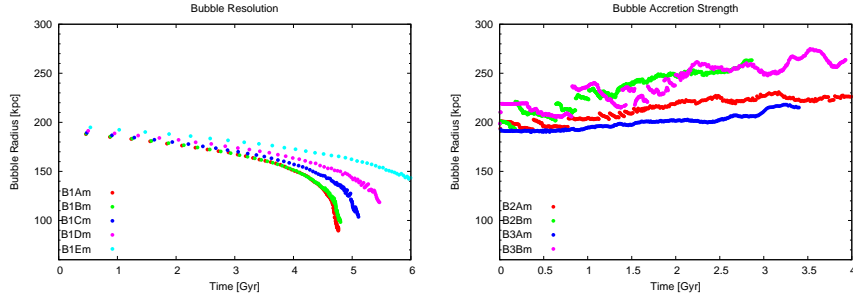 Bubble Resolution
Bubble Radius [kpc]
300
250
200
150
100
B1Am
B1Bm
B1Cm
B1Dm
B1Em
0 1 2 3 4 5 6
Time [Gyr]
Bubble Accretion Strength
Bubble Radius [kpc]
300
250
200
150
100
B2Am
B2Bm
B3Am
B3Bm
0 0.5 1 1.5 2 2.5 3 3.5 4
Time [Gyr]